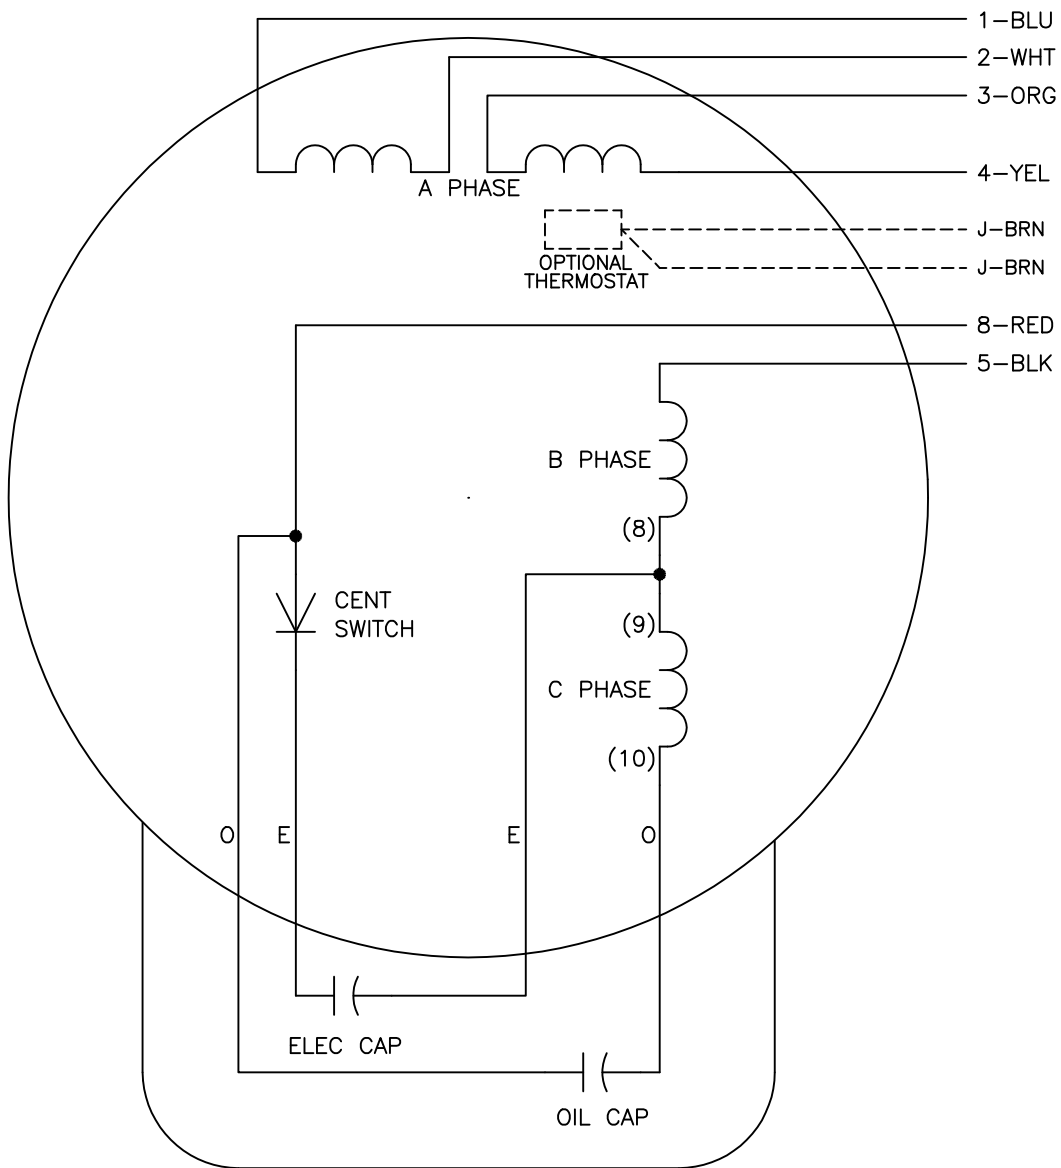 1-BLU
2-WHT
3-ORG
4-YEL
A PHASE
J-BRN
J-BRN
OPTIONAL
THERMOSTAT
8-RED
5-BLK
B PHASE
(8)
CENT
SWITCH
(9)
C PHASE
(10)
O
E
E
O
ELEC CAP
OIL CAP